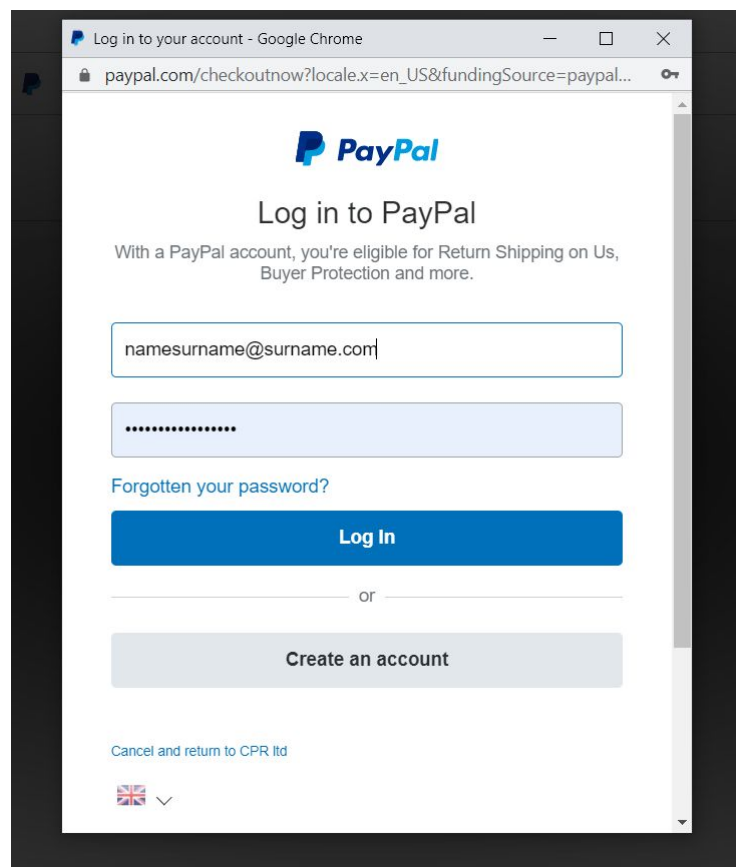 Log in to your account - Google Chrome
paypal.com/checkoutnow?locale.x=en_US&fundingSource=paypal...
PayPal
Log in to PayPal
With a PayPal account, you're eligible for Return Shipping on Us,
Buyer Protection and more.
namesurname@surname.com
•••••••••••••••••
Forgotten your password?
Log In
or
Create an account
Cancel and return to CPR ltd